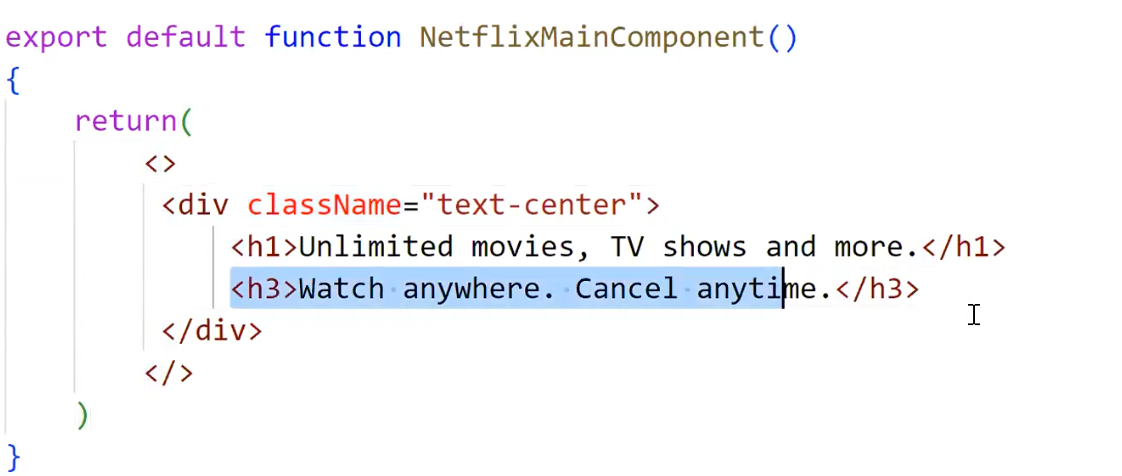 export default function NetflixMainComponent()
{
return(
<>
<div className="text-center">
<h1>Unlimited movies, TV shows and more.</h1>
<h3>Watch anywhere. Cancel anytime.</h3>
</div>
</>
)
}